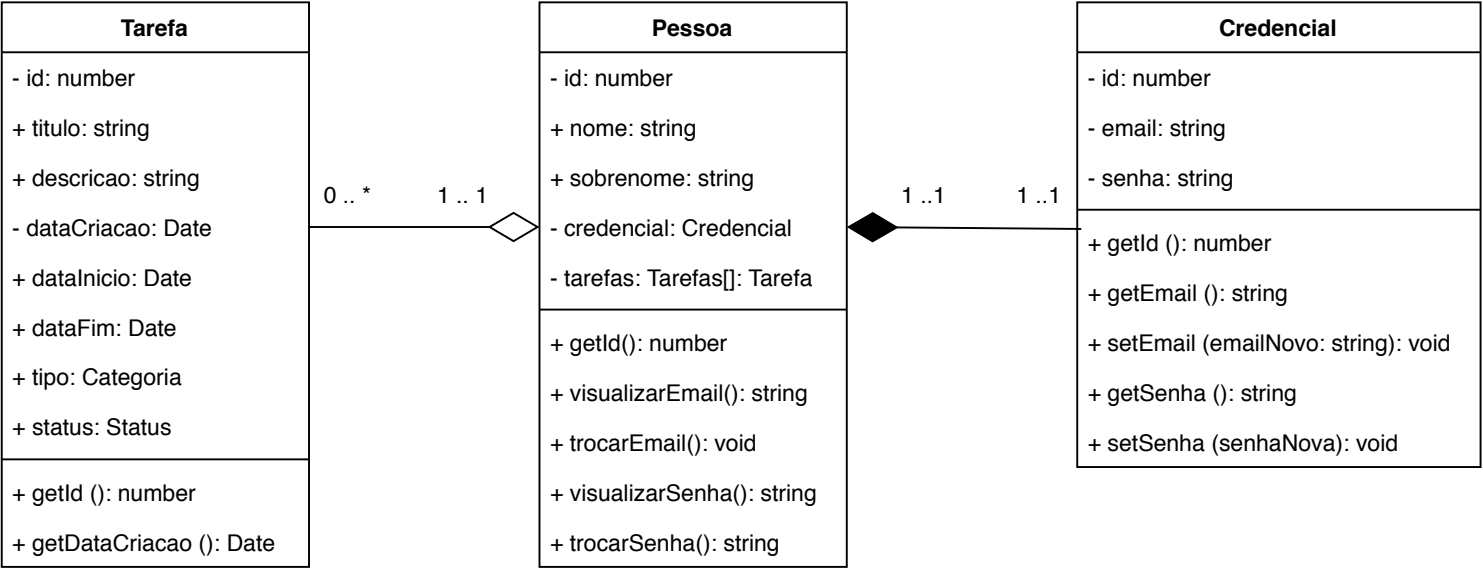 Tarefa
- id: number
+ titulo: string
+ descricao: string
- dataCriacao: Date
+ dataInicio: Date
+ dataFim: Date
+ tipo: Categoria
+ status: Status
+ getId (): number
+ getDataCriacao (): Date
0 .. *
1 .. 1
Pessoa
- id: number
+ nome: string
+ sobrenome: string
- credencial: Credencial
- tarefas: Tarefas[]: Tarefa
+ getId(): number
+ visualizarEmail(): string
+ trocarEmail(): void
+ visualizarSenha(): string
+ trocarSenha(): string
1 ..1
1 ..1
Credencial
- id: number
- email: string
- senha: string
+ getId (): number
+ getEmail (): string
+ setEmail (emailNovo: string): void
+ getSenha (): string
+ setSenha (senhaNova): void